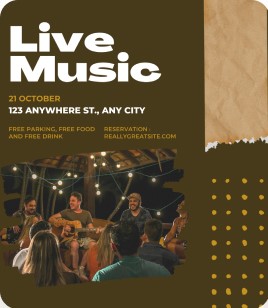 Live
Music
21 OCTOBER
123 ANYWHERE ST., ANY CITY
FREE PARKING, FREE FOOD
AND FREE DRINK
RESERVATION :
REALLYGREATSITE.COM